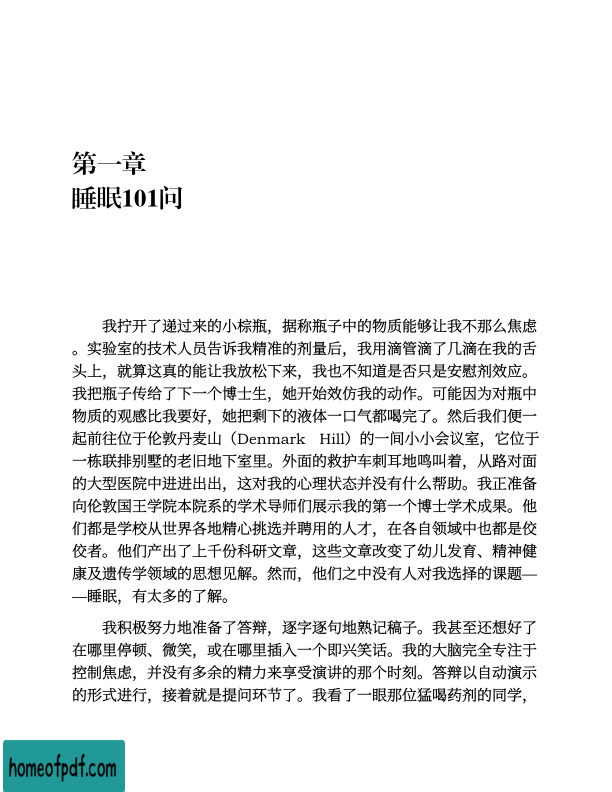 第一章
睡眠101问
我拧开了递过来的小棕瓶，据称瓶子中的物质能够让我不那么焦虑
。实验室的技术人员告诉我精准的剂量后，我用滴管滴了几滴在我的舌
头上，就算这真的能让我放松下来，我也不知道是否只是安慰剂效应。
我把瓶子传给了下一个博士生，她开始效仿我的动作。可能因为对瓶中
物质的观感比我要好，她把剩下的液体一口气都喝完了。然后我们便一
起前往位于伦敦丹麦山（Denmark Hill）的一间小小会议室，它位于
一栋联排别墅的老旧地下室里。外面的救护车刺耳地鸣叫着，从路对面
的大型医院中进进出出，这对我的心理状态并没有什么帮助。我正准备
向伦敦国王学院本院系的学术导师们展示我的第一个博士学术成果。他
们都是学校从世界各地精心挑选并聘用的人才，在各自领域中也都是佼
佼者。他们产出了上千份科研文章，这些文章改变了幼儿发育、精神健
康及遗传学领域的思想见解。然而，他们之中没有人对我选择的课题—
—睡眠，有太多的了解。
我积极努力地准备了答辩，逐字逐句地熟记稿子。我甚至还想好了
在哪里停顿、微笑，或在哪里插入一个即兴笑话。我的大脑完全专注于
控制焦虑，并没有多余的精力来享受演讲的那个时刻。答辩以自动演示
的形式进行，接着就是提问环节了。我看了一眼那位猛喝药剂的同学，
homeofpdf.com